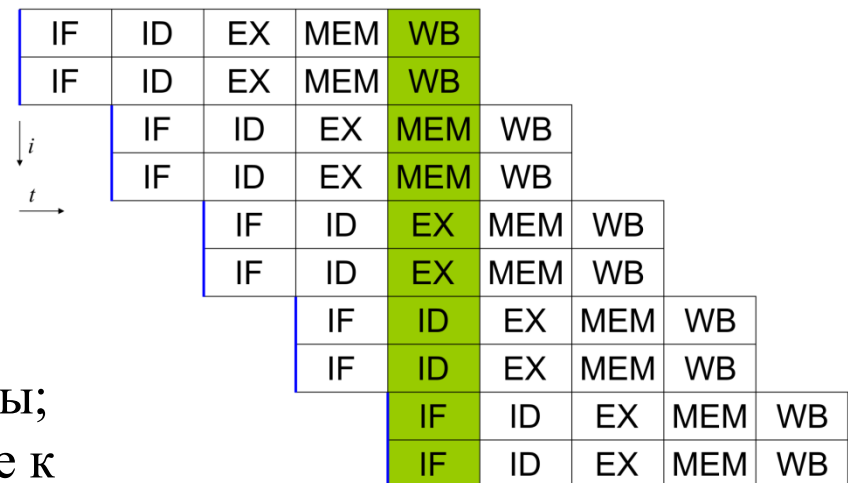 IF ID EX MEM WB
IF ID EX MEM WB
IF ID EX MEM WB
i
IF ID EX MEM WB
t
IF ID EX MEM WB
IF ID EX MEM WB
IF ID EX MEM WB
IF ID EX MEM WB
ы;
IF ID EX MEM WB
е к
IF ID EX MEM WB